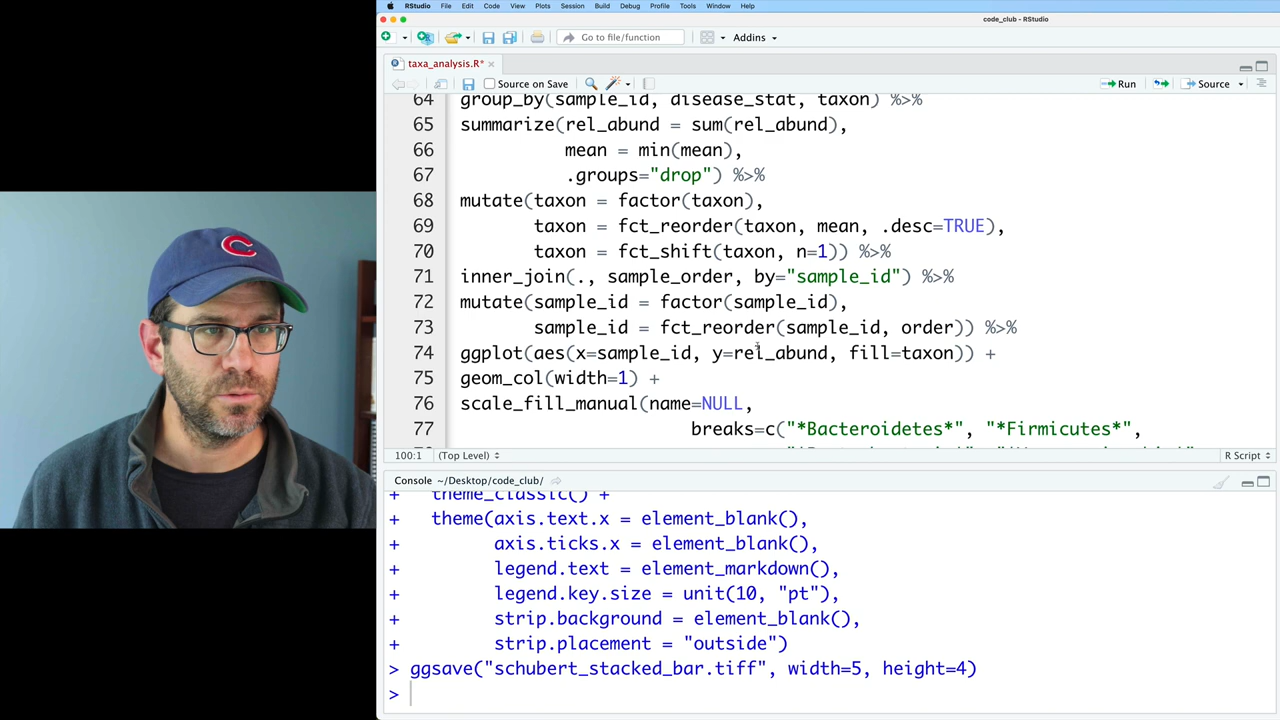 RStudio File Edit Code View Plots Session Build Debug Profile Tools Window Help
code_club - RStudio
Go to file/function Addins
taxa_analysis.R*
Source on Save Run Source
64 group_by(sample_id, disease_stat, taxon) %>%
65 summarize(rel_abund = sum(rel_abund),
66 mean = min(mean),
67 .groups="drop") %>%
68 mutate(taxon = factor(taxon),
69 taxon = fct_reorder(taxon, mean, .desc=TRUE),
70 taxon = fct_shift(taxon, n=1)) %>%
71 inner_join(., sample_order, by="sample_id") %>%
72 mutate(sample_id = factor(sample_id),
73 sample_id = fct_reorder(sample_id, order)) %>%
74 ggplot(aes(x=sample_id, y=rel_abund, fill=taxon)) +
75 geom_col(width=1) +
76 scale_fill_manual(name=NULL,
77 breaks=c("*Bacteroidetes*", "*Firmicutes*",
100:1 (Top Level) R Script
Console ~/Desktop/code_club/
+ theme_classic() +
+ theme(axis.text.x = element_blank(),
+ axis.ticks.x = element_blank(),
+ legend.text = element_markdown(),
+ legend.key.size = unit(10, "pt"),
+ strip.background = element_blank(),
+ strip.placement = "outside")
> ggsave("schubert_stacked_bar.tiff", width=5, height=4)
>
C